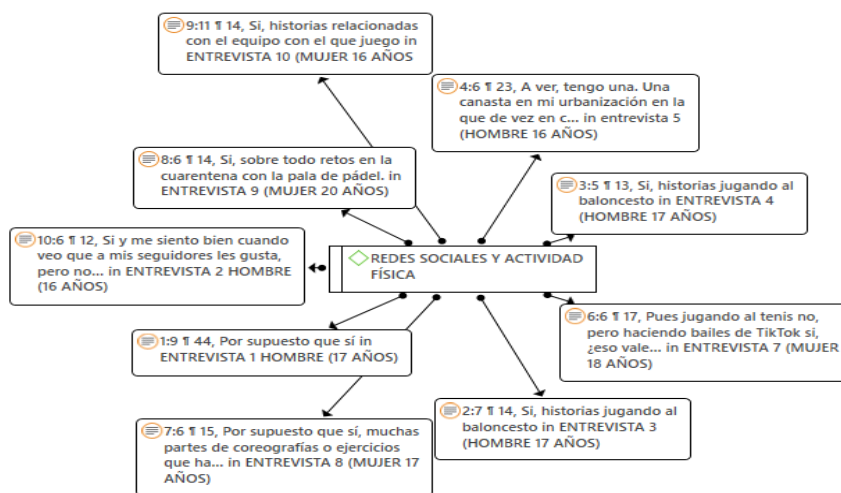 9:11 ¶ 14, Si, historias relacionadas
con el equipo con el que juego in
ENTREVISTA 10 (MUJER 16 AÑOS
4:6 ¶ 23, A ver, tengo una. Una
canasta en mi urbanización en la
que de vez en c... in entrevista 5
(HOMBRE 16 AÑOS)
8:6 ¶ 14, Si, sobre todo retos en la
cuarentena con la pala de pádel. in
ENTREVISTA 9 (MUJER 20 AÑOS)
3:5 ¶ 13, Si, historias jugando al
baloncesto in ENTREVISTA 4
(HOMBRE 17 AÑOS)
10:6 ¶ 12, Si y me siento bien cuando
veo que a mis seguidores les gusta,
pero no... in ENTREVISTA 2 HOMBRE
(16 AÑOS)
REDES SOCIALES Y ACTIVIDAD
FÍSICA
1:9 ¶ 44, Por supuesto que sí in
ENTREVISTA 1 HOMBRE (17 AÑOS)
6:6 ¶ 17, Pues jugando al tenis no,
pero haciendo bailes de TikTok si,
¿eso vale... in ENTREVISTA 7 (MUJER
18 AÑOS)
7:6 ¶ 15, Por supuesto que sí, muchas
partes de coreografías o ejercicios
que ha... in ENTREVISTA 8 (MUJER 17
AÑOS)
2:7 ¶ 14, Si, historias jugando al
baloncesto in ENTREVISTA 3
(HOMBRE 17 AÑOS)